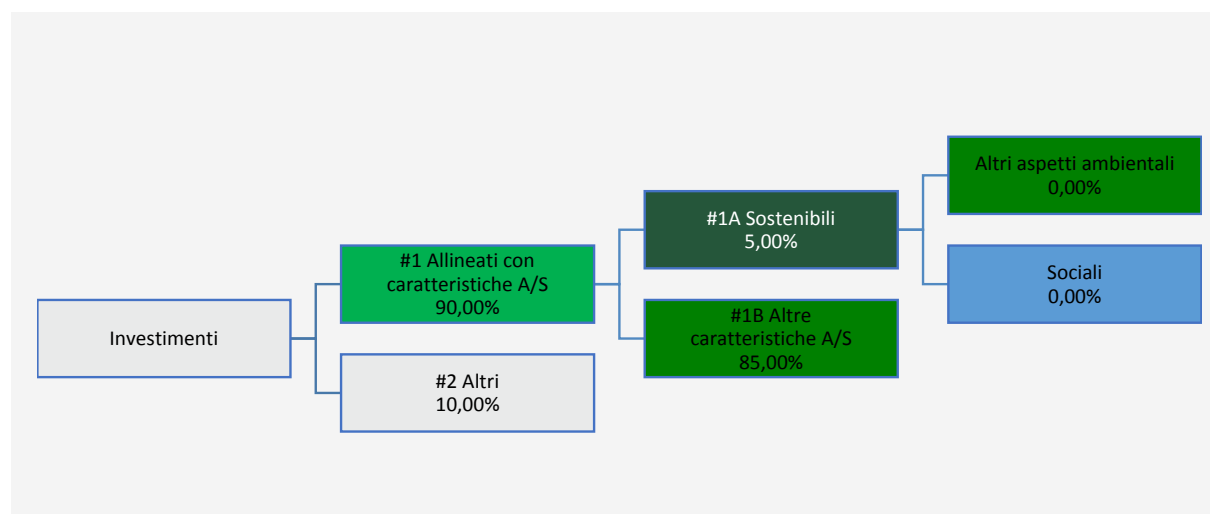 Investimenti
#1 Allineati con
caratteristiche A/S
90,00%
#2 Altri
10,00%
#1A Sostenibili
5,00%
#1B Altre
caratteristiche A/S
85,00%
Altri aspetti ambientali
0,00%
Sociali
0,00%